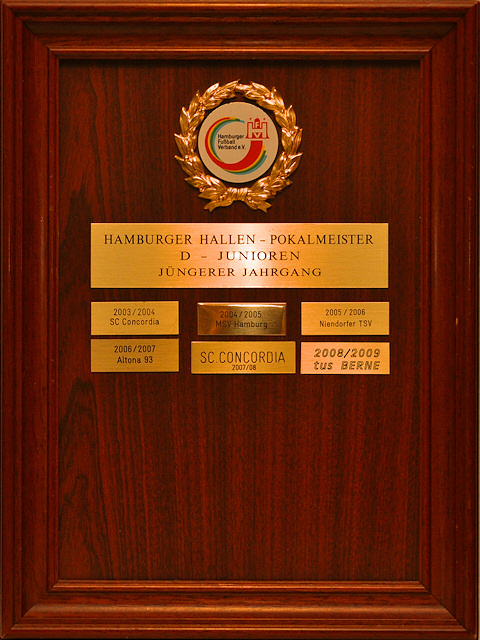 Hamburger
Fußball
Verband e.V.
HAMBURGER HALLEN - POKALMEISTER
D - JUNIOREN
JÜNGERER JAHRGANG
2003/2004
SC Concordia
2004/2005
MSV Hamburg
2005/2006
Niendorfer TSV
2006/2007
Altona 93
SC.CONCORDIA
2007/08
2008/2009
tus BERNE